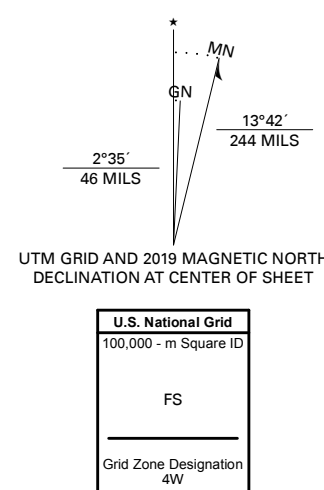 ★
MN
GN
13°42´
244 MILS
2°35´
46 MILS
UTM GRID AND 2019 MAGNETIC NORTH
DECLINATION AT CENTER OF SHEET
U.S. National Grid
100,000 - m Square ID
FS
Grid Zone Designation
4W